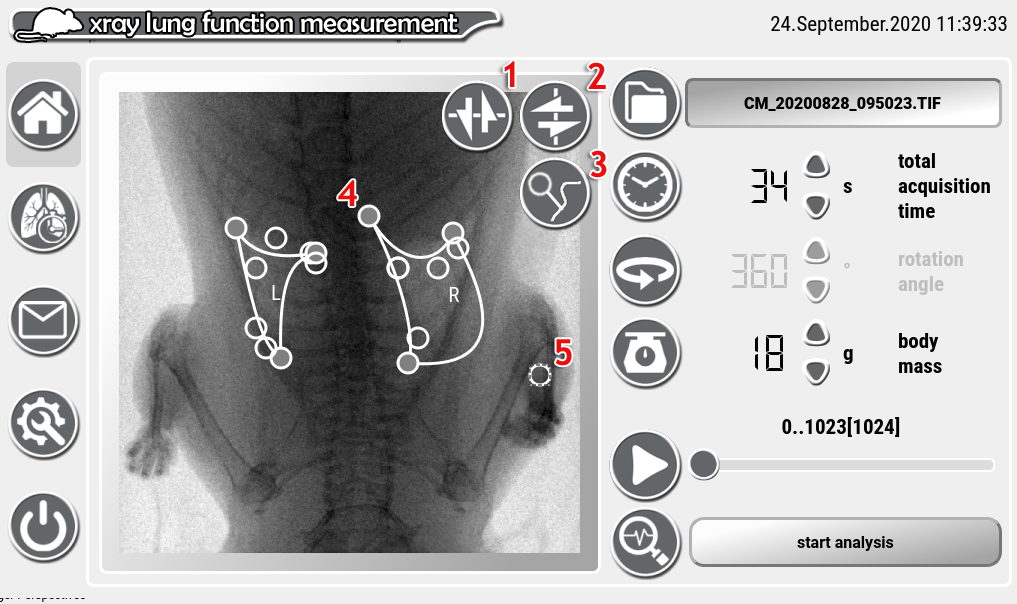 xray lung function measurement
24.September.2020 11:39:33
1
2
3
4
5
L
R
CM_20200828_095023.TIF
34 s total
acquisition
time
360 ° rotation
angle
18 g body
mass
0..1023[1024]
start analysis